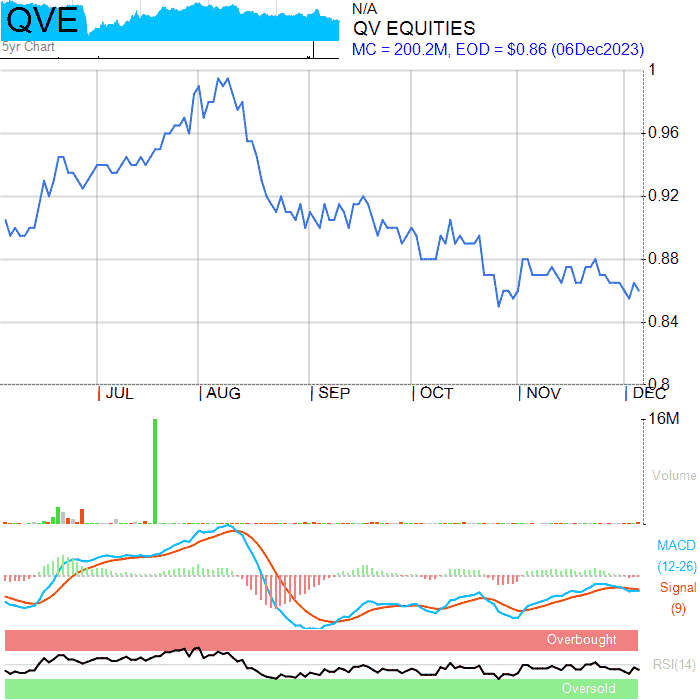 QVE
5yr Chart
N/A
QV EQUITIES
MC = 200.2M, EOD = $0.86 (06Dec2023)
1
0.96
0.92
0.88
0.84
0.8
JUL AUG SEP OCT NOV DEC
16M
Volume
MACD
(12-26)
Signal
(9)
Overbought
RSI(14)
Oversold